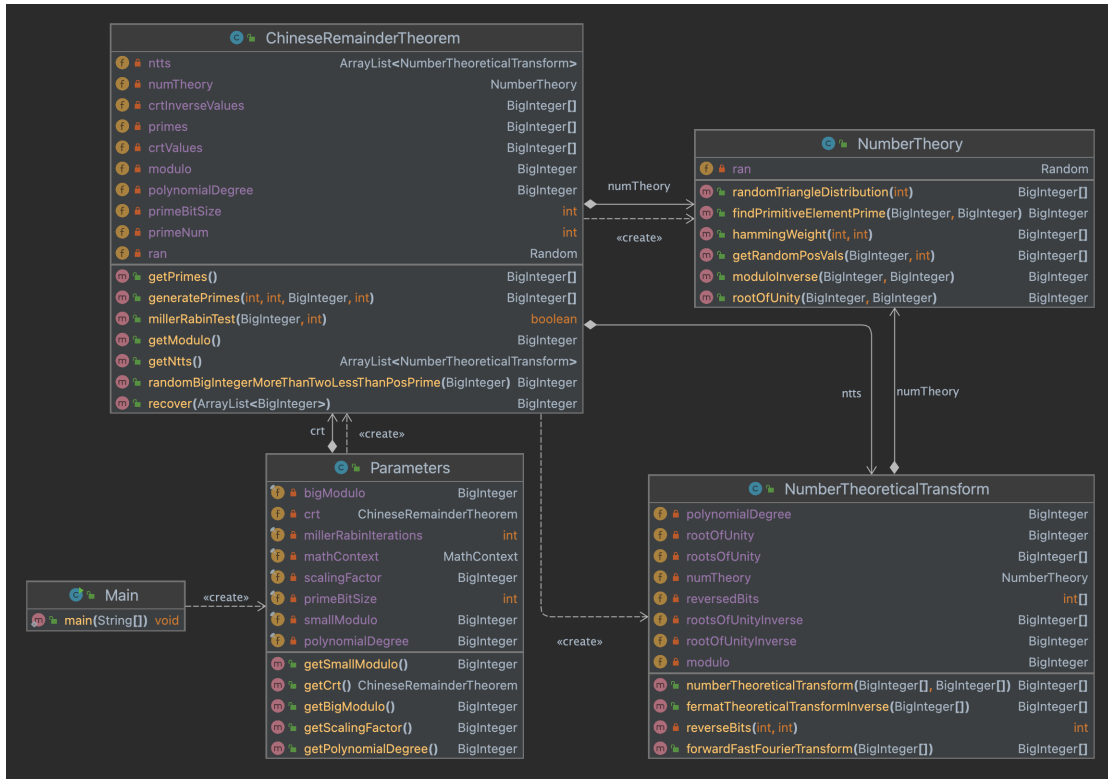 ChineseRemainderTheorem
ntts ArrayList<NumberTheoreticalTransform>
numTheory NumberTheory
crtInverseValues BigInteger[]
primes BigInteger[]
crtValues BigInteger[]
modulo BigInteger
polynomialDegree BigInteger
primeBitSize int
primeNum int
ran Random
getPrimes() BigInteger[]
generatePrimes(int, int, BigInteger, int) BigInteger[]
millerRabinTest(BigInteger, int) boolean
getModulo() BigInteger
getNtts() ArrayList<NumberTheoreticalTransform>
randomBigIntegerMoreThanTwoLessThanPosPrime(BigInteger) BigInteger
recover(ArrayList<BigInteger>) BigInteger
numTheory
«create»
NumberTheory
ran Random
randomTriangleDistribution(int) BigInteger[]
findPrimitiveElementPrime(BigInteger, BigInteger) BigInteger
hammingWeight(int, int) BigInteger[]
getRandomPosVals(BigInteger, int) BigInteger[]
moduloInverse(BigInteger, BigInteger) BigInteger
rootOfUnity(BigInteger, BigInteger) BigInteger
ntts
numTheory
crt
«create»
Parameters
bigModulo BigInteger
crt ChineseRemainderTheorem
millerRabinIterations int
mathContext MathContext
scalingFactor BigInteger
primeBitSize int
smallModulo BigInteger
polynomialDegree BigInteger
getSmallModulo() BigInteger
getCrt() ChineseRemainderTheorem
getBigModulo() BigInteger
getScalingFactor() BigInteger
getPolynomialDegree() BigInteger
Main
main(String[]) void
«create»
«create»
NumberTheoreticalTransform
polynomialDegree BigInteger
rootOfUnity BigInteger
rootsOfUnity BigInteger[]
numTheory NumberTheory
reversedBits int[]
rootsOfUnityInverse BigInteger[]
rootOfUnityInverse BigInteger
modulo BigInteger
numberTheoreticalTransform(BigInteger[], BigInteger[]) BigInteger[]
fermatTheoreticalTransformInverse(BigInteger[]) BigInteger[]
reverseBits(int, int) int
forwardFastFourierTransform(BigInteger[]) BigInteger[]